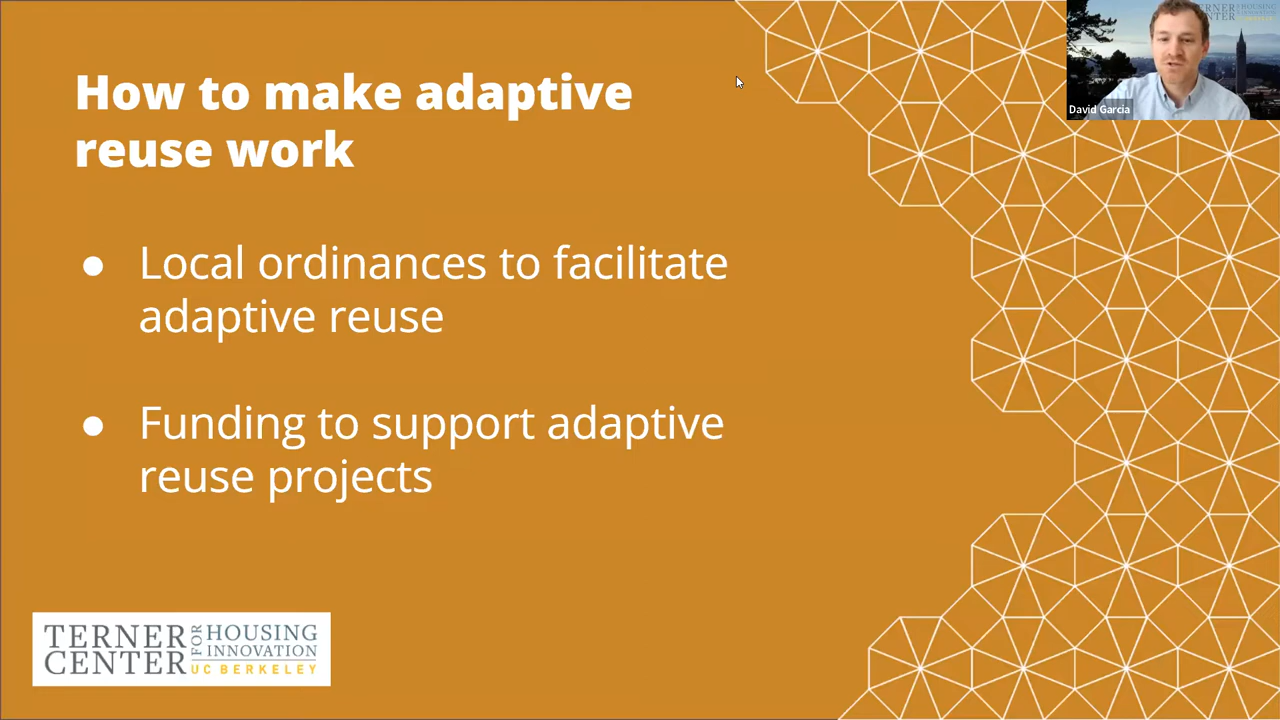 How to make adaptive
reuse work
● Local ordinances to facilitate
adaptive reuse
● Funding to support adaptive
reuse projects
TERNER CENTER FOR HOUSING INNOVATION
UC BERKELEY
David Garcia